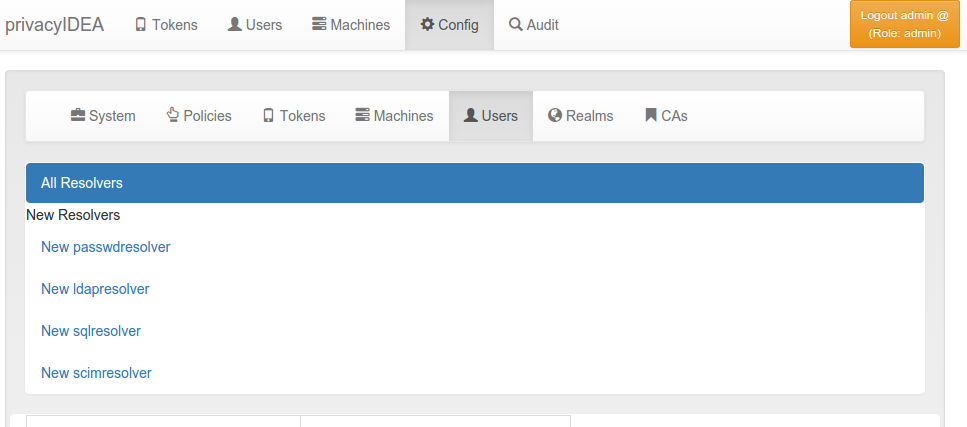 privacyIDEA Tokens Users Machines Config Audit Logout admin @
(Role: admin)
System Policies Tokens Machines Users Realms CAs
All Resolvers
New Resolvers
New passwdresolver
New ldapresolver
New sqlresolver
New scimresolver